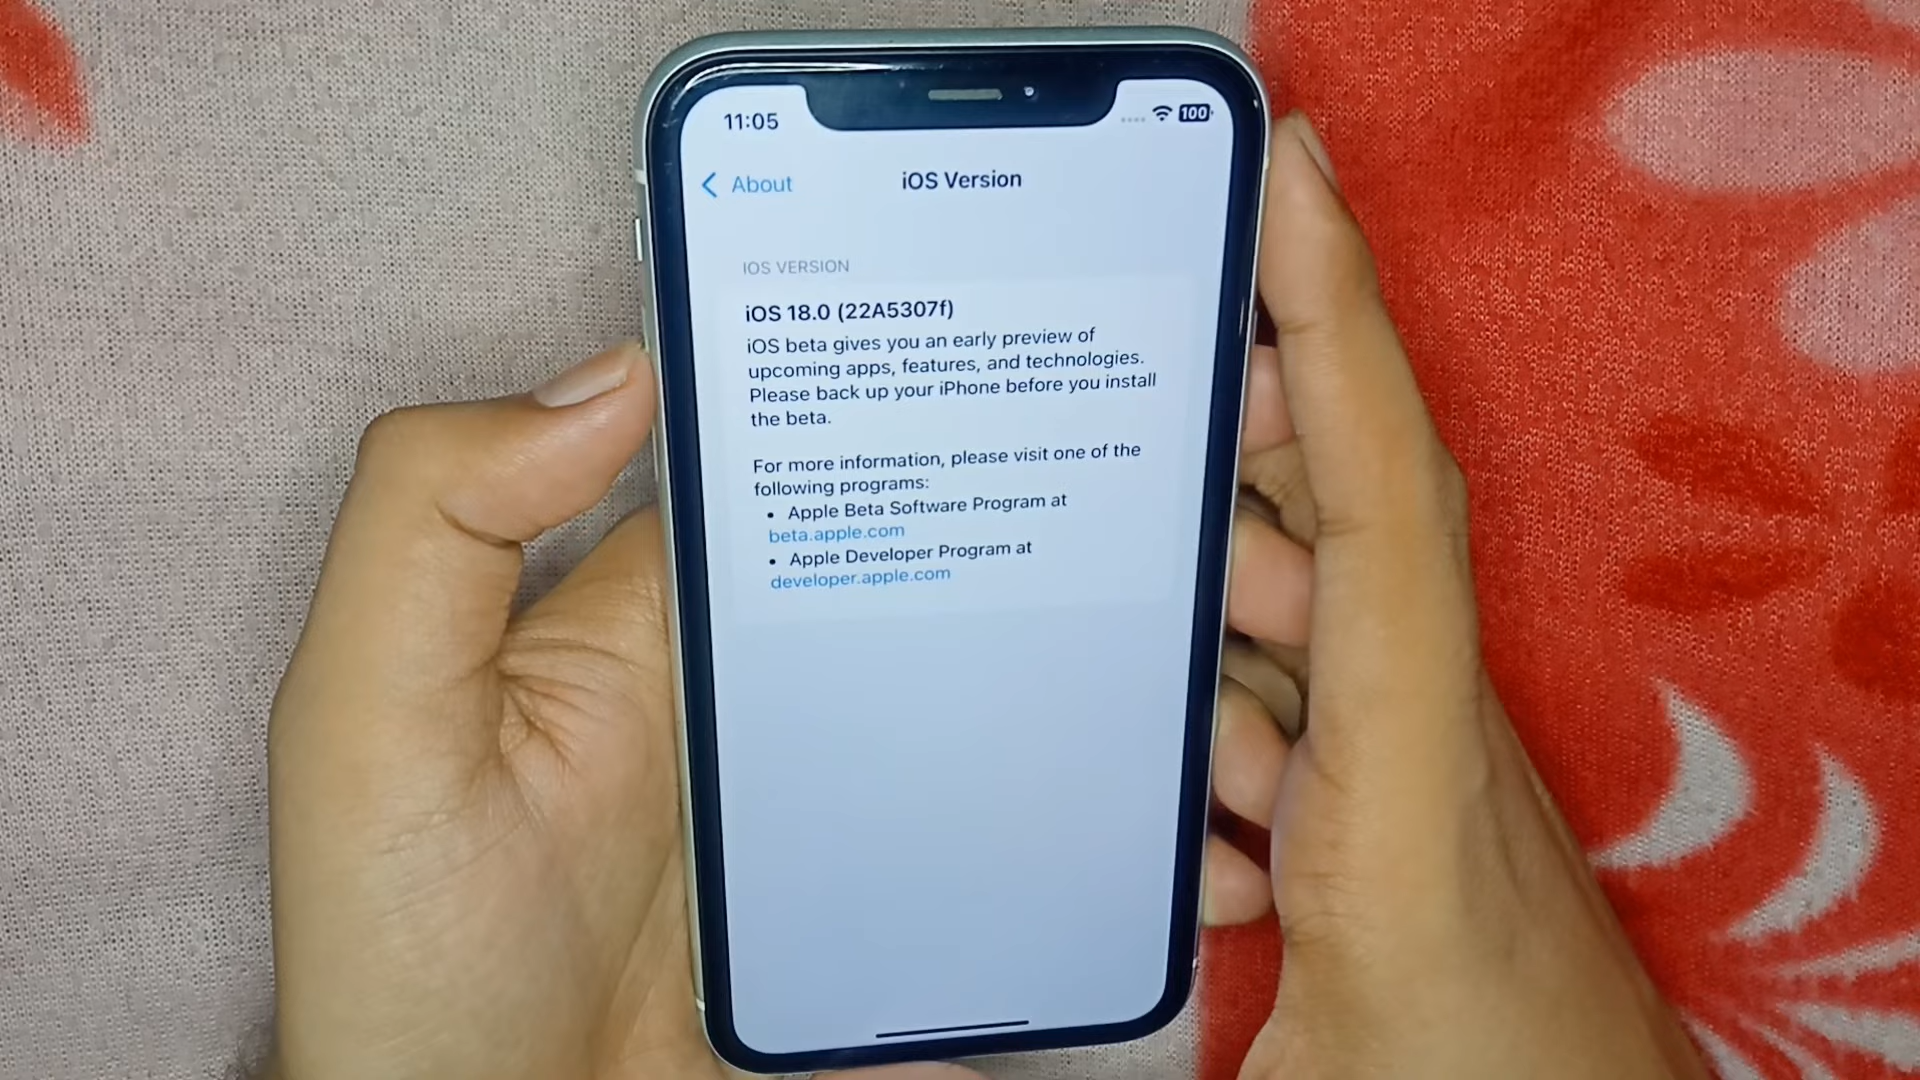 11:05
100
About
iOS Version
IOS VERSION
iOS 18.0 (22A5307f)
iOS beta gives you an early preview of
upcoming apps, features, and technologies.
Please back up your iPhone before you install
the beta.
For more information, please visit one of the
following programs:
• Apple Beta Software Program at
beta.apple.com
• Apple Developer Program at
developer.apple.com